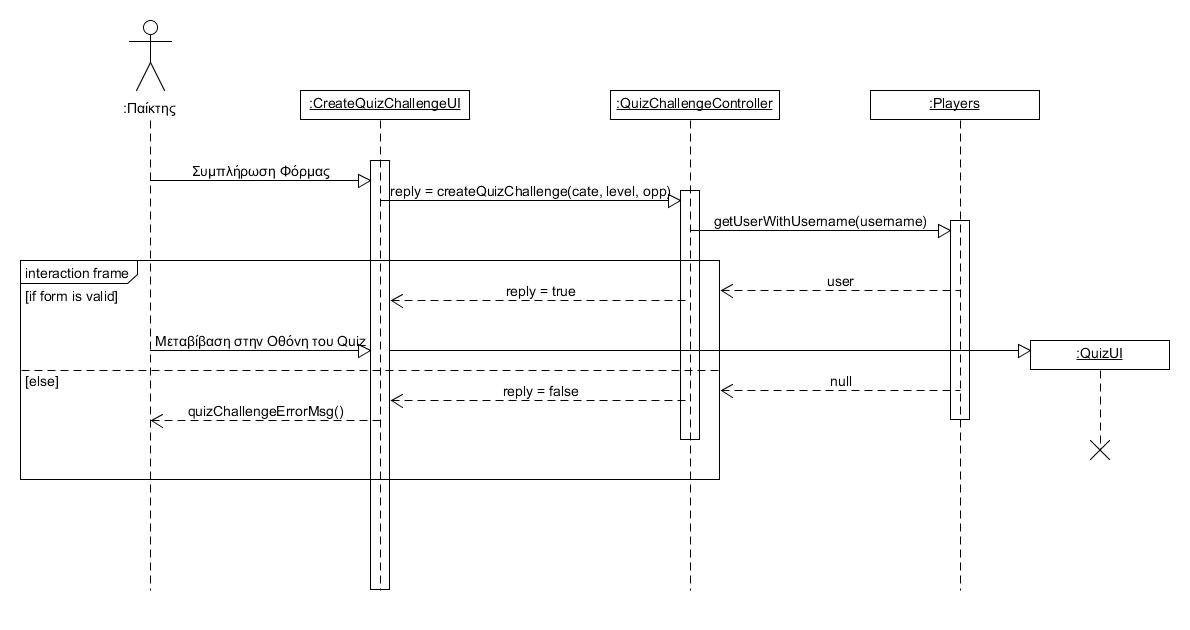 :Παίκτης
:CreateQuizChallengeUI
:QuizChallengeController
:Players
Συμπλήρωση Φόρμας
reply = createQuizChallenge(cate, level, opp)
getUserWithUsername(username)
interaction frame
[if form is valid]
user
reply = true
Μεταβίβαση στην Οθόνη του Quiz
:QuizUI
[else]
null
reply = false
quizChallengeErrorMsg()